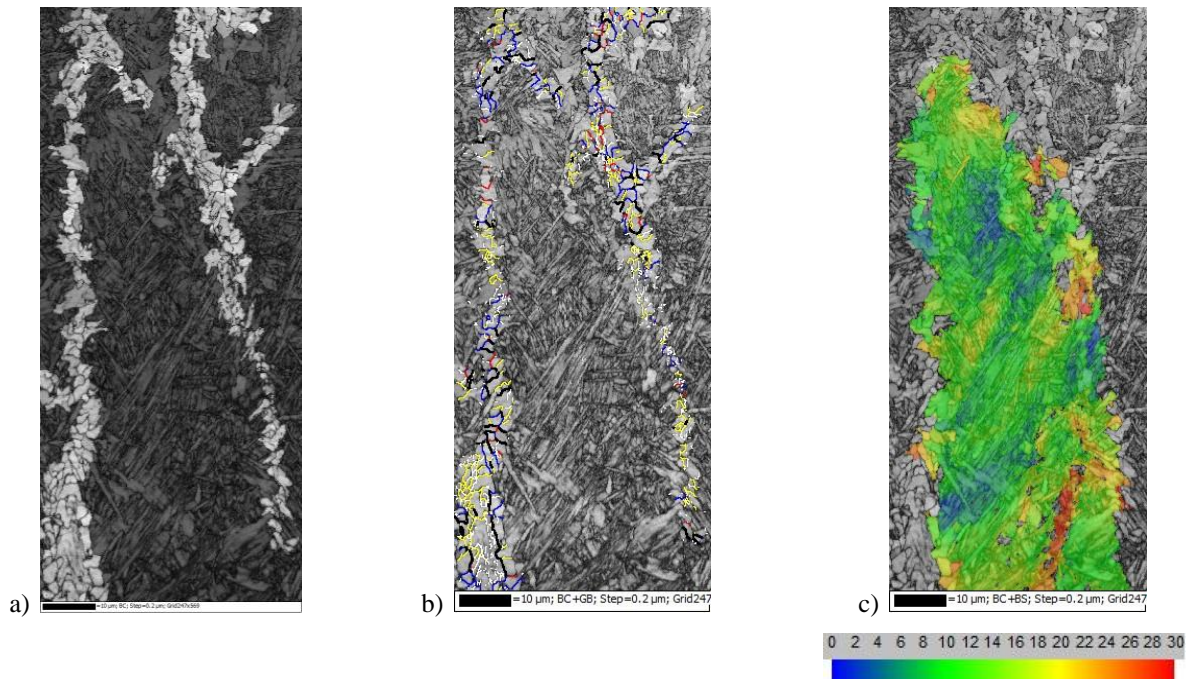 a)
=10 µm; BC; Step=0.2 µm; Grid247x569
b)
=10 µm; BC+GB; Step=0.2 µm; Grid247
c)
=10 µm; BC+BS; Step=0.2 µm; Grid247
0 2 4 6 8 10 12 14 16 18 20 22 24 26 28 30